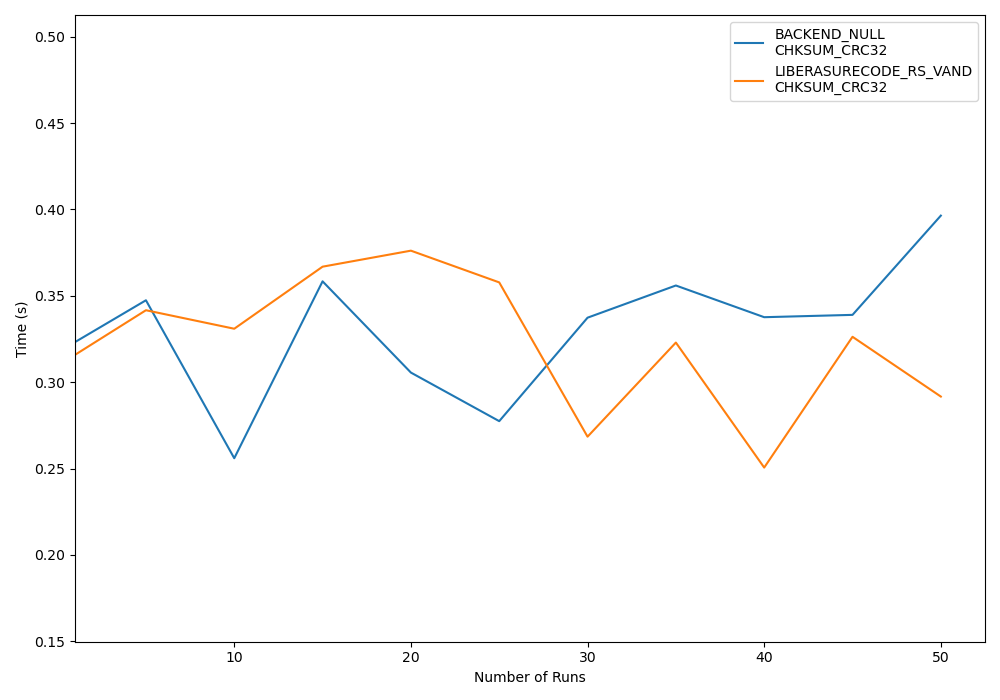 BACKEND_NULL
CHKSUM_CRC32
LIBERASURECODE_RS_VAND
CHKSUM_CRC32
0.50
0.45
0.40
0.35
0.30
0.25
0.20
0.15
Time (s)
10 20 30 40 50
Number of Runs